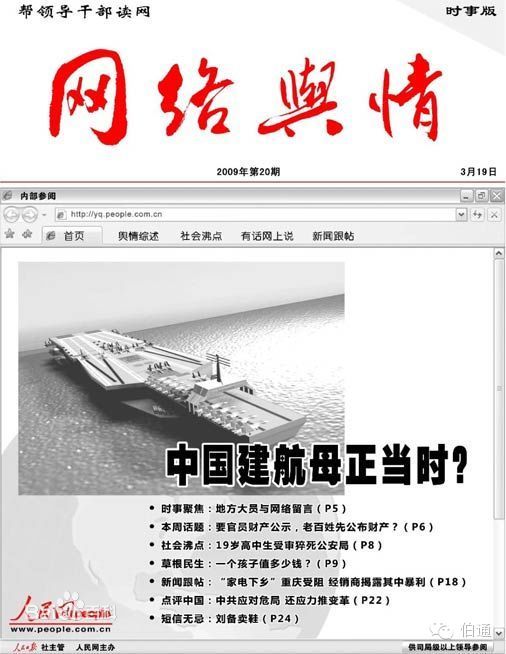 帮领导干部读网
时事版
网络舆情
2009年第20期
3月19日
内部参阅
http://yq.people.com.cn
首页 舆情综述 社会沸点 有话网上说 新闻跟帖
中国建航母正当时?
• 时事聚焦:地方大员与网络留言(P5)
• 本周话题:要官员财产公示,老百姓先公布财产?(P6)
• 社会沸点:19岁高中生受审猝死公安局(P8)
• 草根民生:一个孩子值多少钱?(P9)
• 新闻跟帖:“家电下乡”重庆受阻 经销商揭露其中暴利(P18)
• 点评中国:中共应对危局 还应力推变革(P22)
• 短信无忌:刘备卖鞋(P24)
人民网
www.people.com.cn
Bai百科
伯通
人民日报 社主管 人民网主办
供司局级以上领导参阅